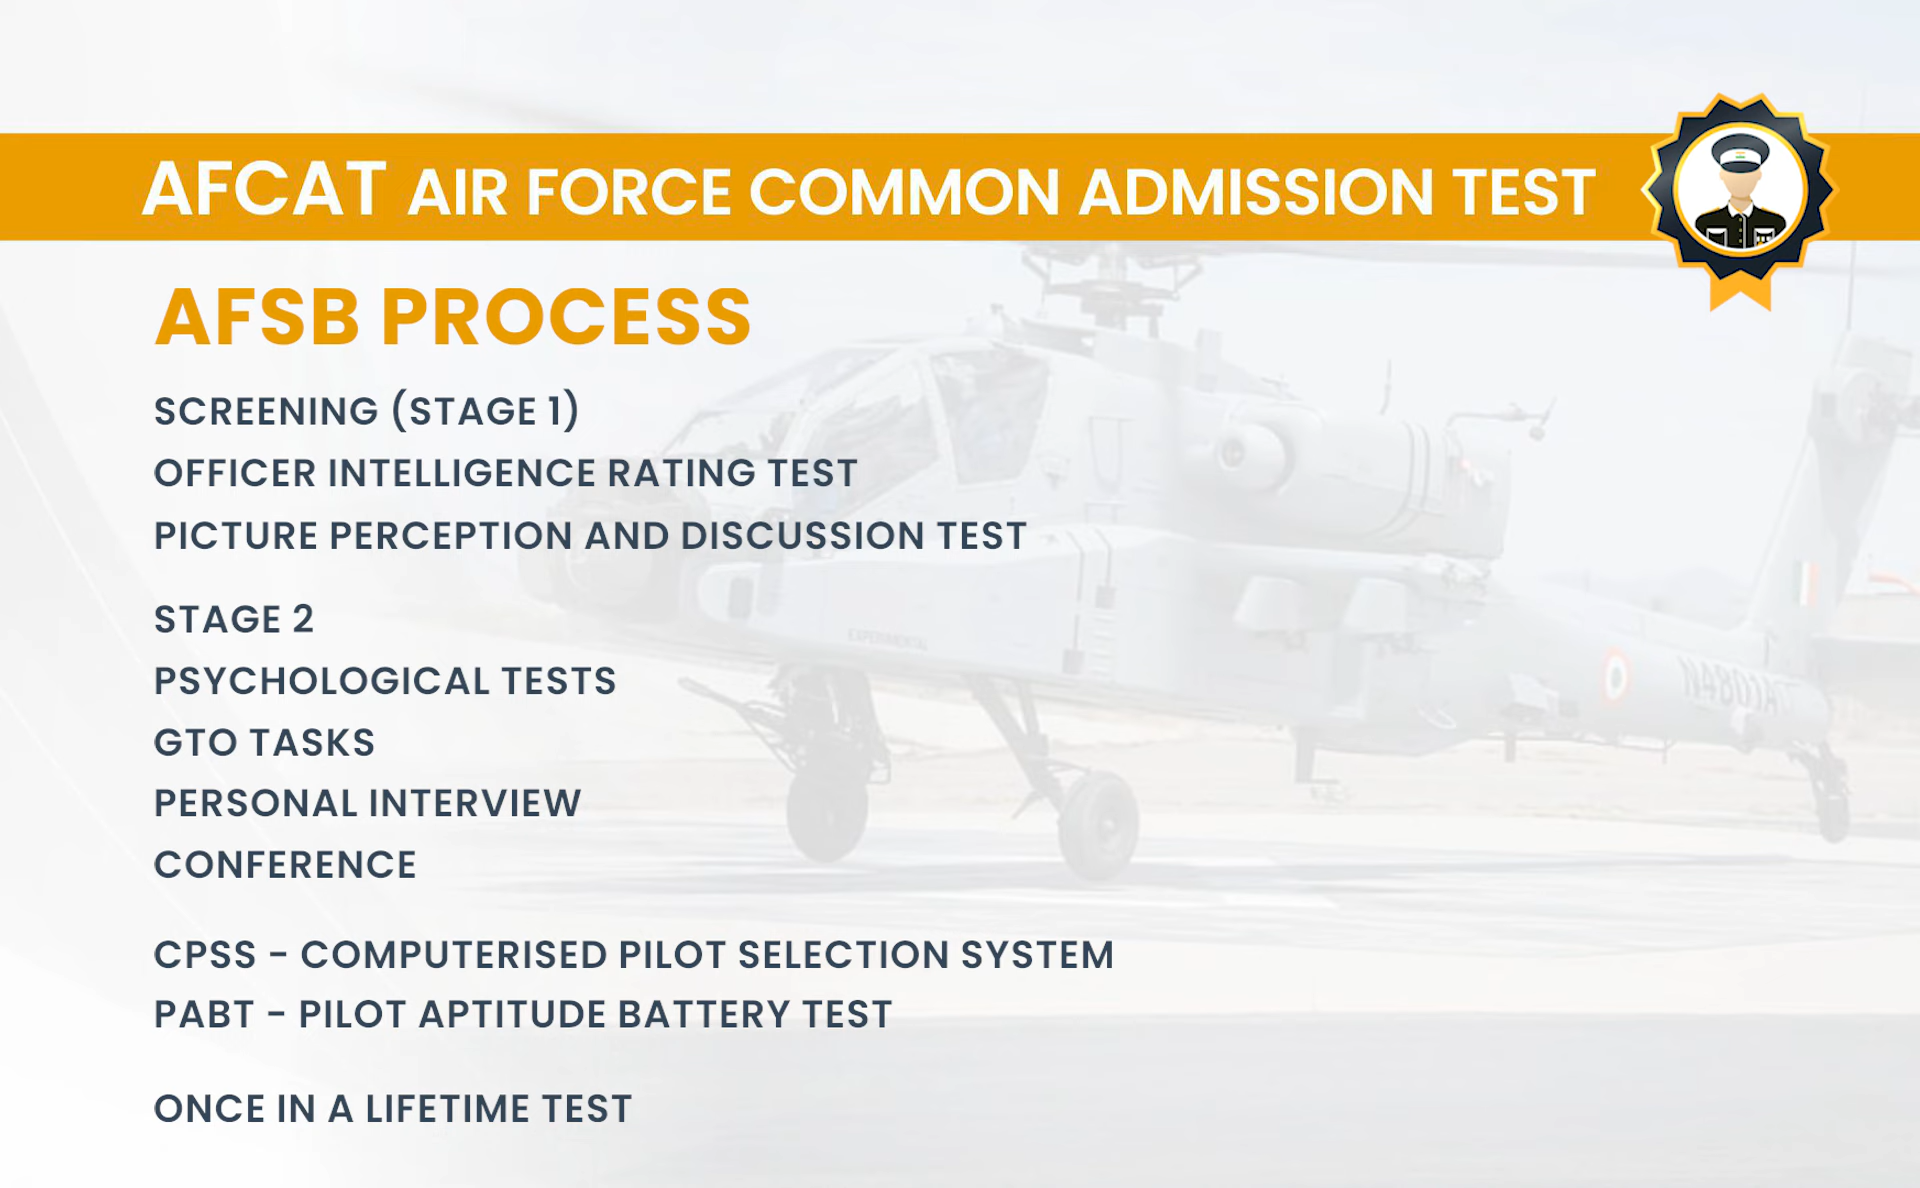 AFCAT AIR FORCE COMMON ADMISSION TEST
AFSB PROCESS
SCREENING (STAGE 1)
OFFICER INTELLIGENCE RATING TEST
PICTURE PERCEPTION AND DISCUSSION TEST
STAGE 2
PSYCHOLOGICAL TESTS
GTO TASKS
PERSONAL INTERVIEW
CONFERENCE
CPSS - COMPUTERISED PILOT SELECTION SYSTEM
PABT - PILOT APTITUDE BATTERY TEST
ONCE IN A LIFETIME TEST
EXPERIMENTAL